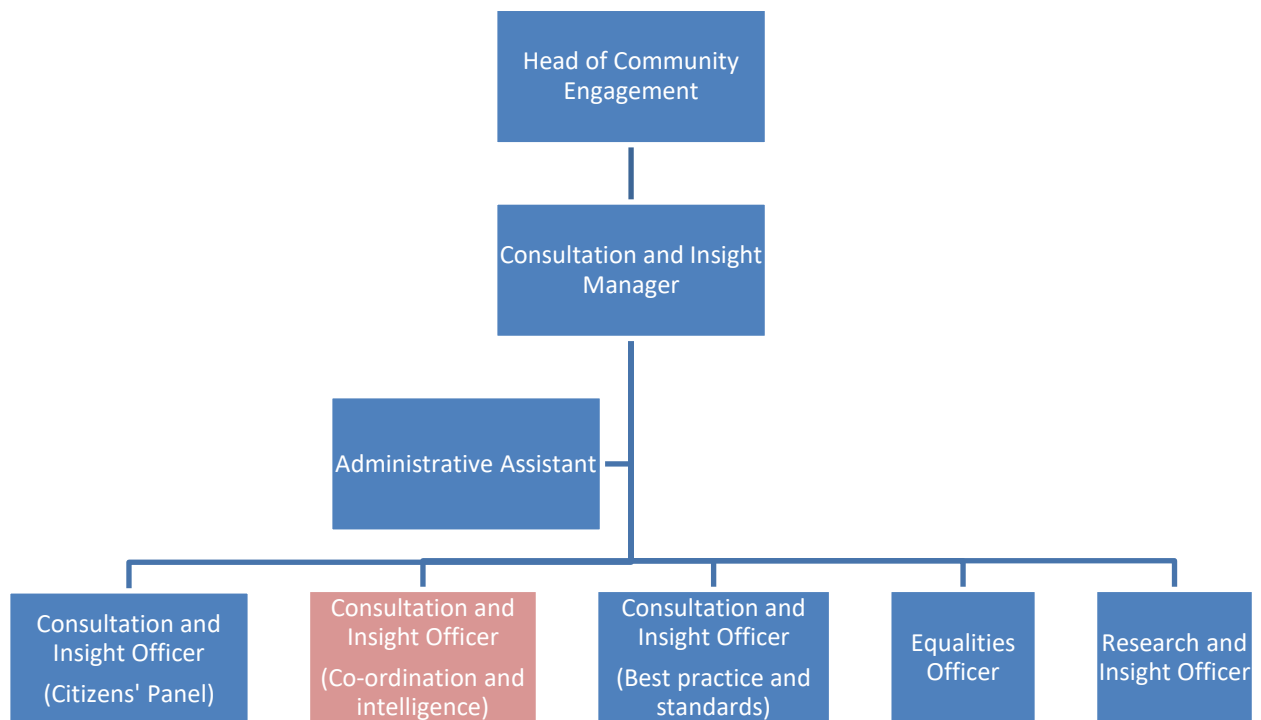 Head of Community
Engagement
Consultation and Insight
Manager
Administrative Assistant
Consultation and
Insight Officer
(Citizens' Panel)
Consultation and
Insight Officer
(Co-ordination and
intelligence)
Consultation and
Insight Officer
(Best practice and
standards)
Equalities
Officer
Research and
Insight Officer